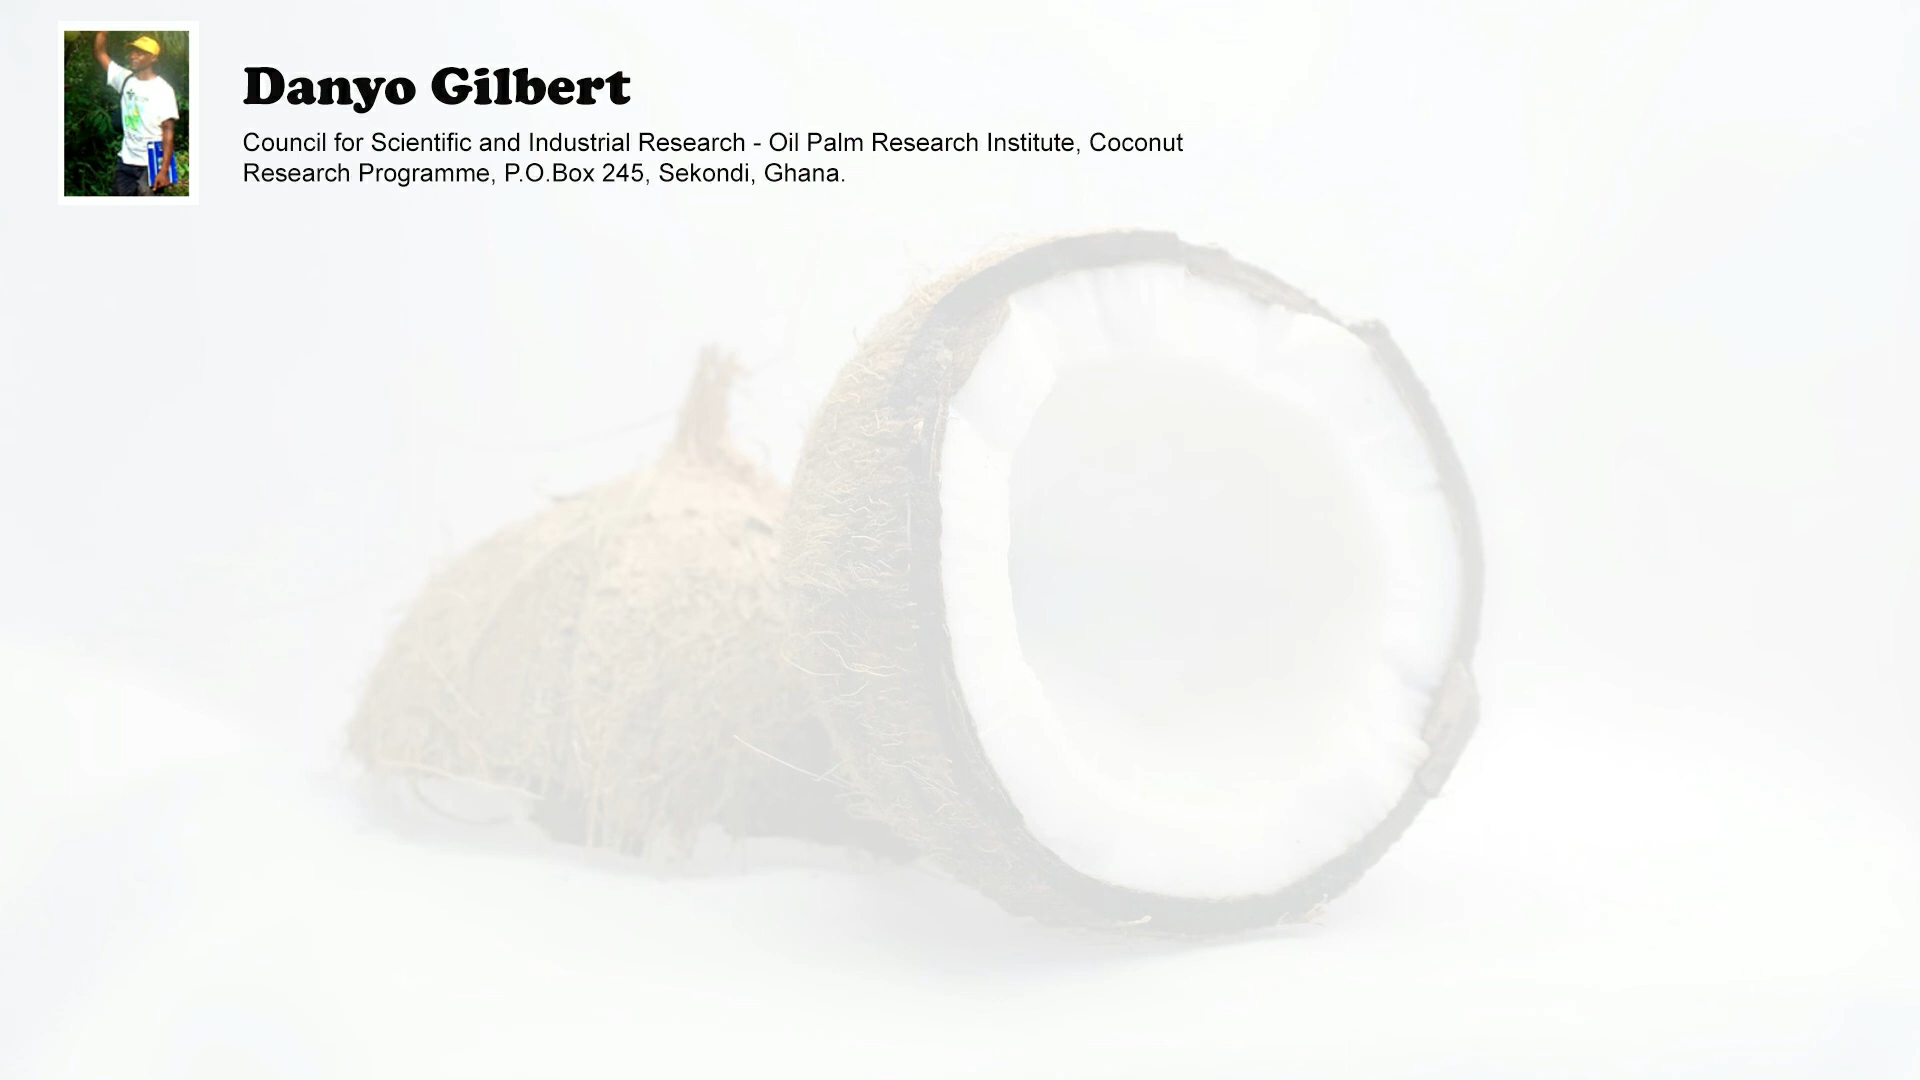 Danyo Gilbert
Council for Scientific and Industrial Research - Oil Palm Research Institute, Coconut
Research Programme, P.O.Box 245, Sekondi, Ghana.